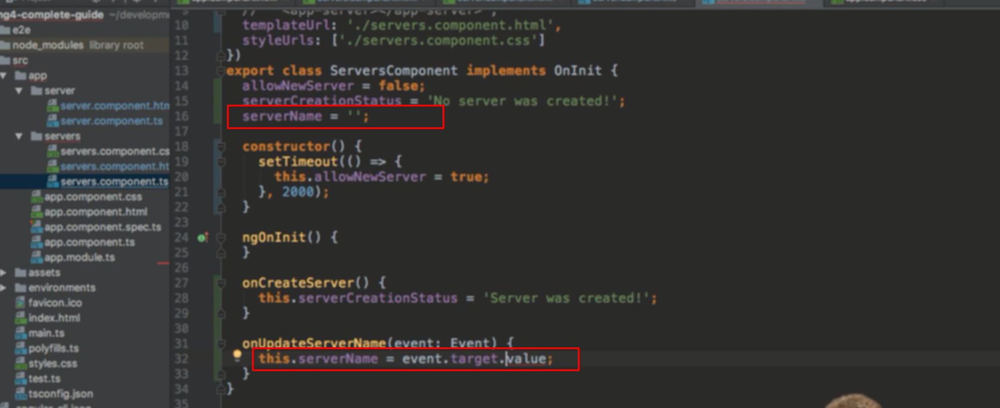 ng4-complete-guide ~/developme
e2e
node_modules library root
src
app
server
server.component.htm
server.component.ts
servers
servers.component.cs
servers.component.ht
servers.component.ts
app.component.css
app.component.html
app.component.spec.ts
app.component.ts
app.module.ts
assets
environments
favicon.ico
index.html
main.ts
polyfills.ts
styles.css
test.ts
tsconfig.json
9 // <app-server></app-server>`,
10 templateUrl: './servers.component.html',
11 styleUrls: ['./servers.component.css']
12 })
13 export class ServersComponent implements OnInit {
14 allowNewServer = false;
15 serverCreationStatus = 'No server was created!';
16 serverName = '';
17
18 constructor() {
19 setTimeout(() => {
20 this.allowNewServer = true;
21 }, 2000);
22 }
23
24 ngOnInit() {
25 }
26
27 onCreateServer() {
28 this.serverCreationStatus = 'Server was created!';
29 }
30
31 onUpdateServerName(event: Event) {
32 this.serverName = event.target.value;
33 }
34 }
35